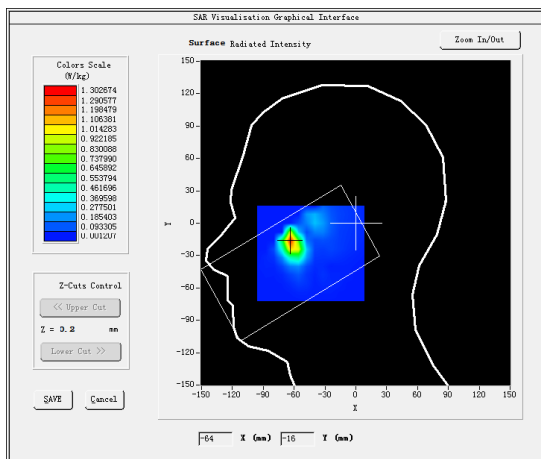 SAR Visualisation Graphical Interface
Surface Radiated Intensity
Zoom In/Out
Colors Scale
(W/kg)
1.302674
1.290577
1.198479
1.106381
1.014283
0.922185
0.830088
0.737990
0.645892
0.553794
0.461696
0.369598
0.277501
0.185403
0.093305
0.001207
Z-Cuts Control
<< Upper Cut
Z = 0.2 mm
Lower Cut >>
SAVE Cancel
150
120
90
60
30
0
-30
-60
-90
-120
-150
Y
-150 -120 -90 -60 -30 0 30 60 90 120 150
X
-64 X (mm) -16 Y (mm)